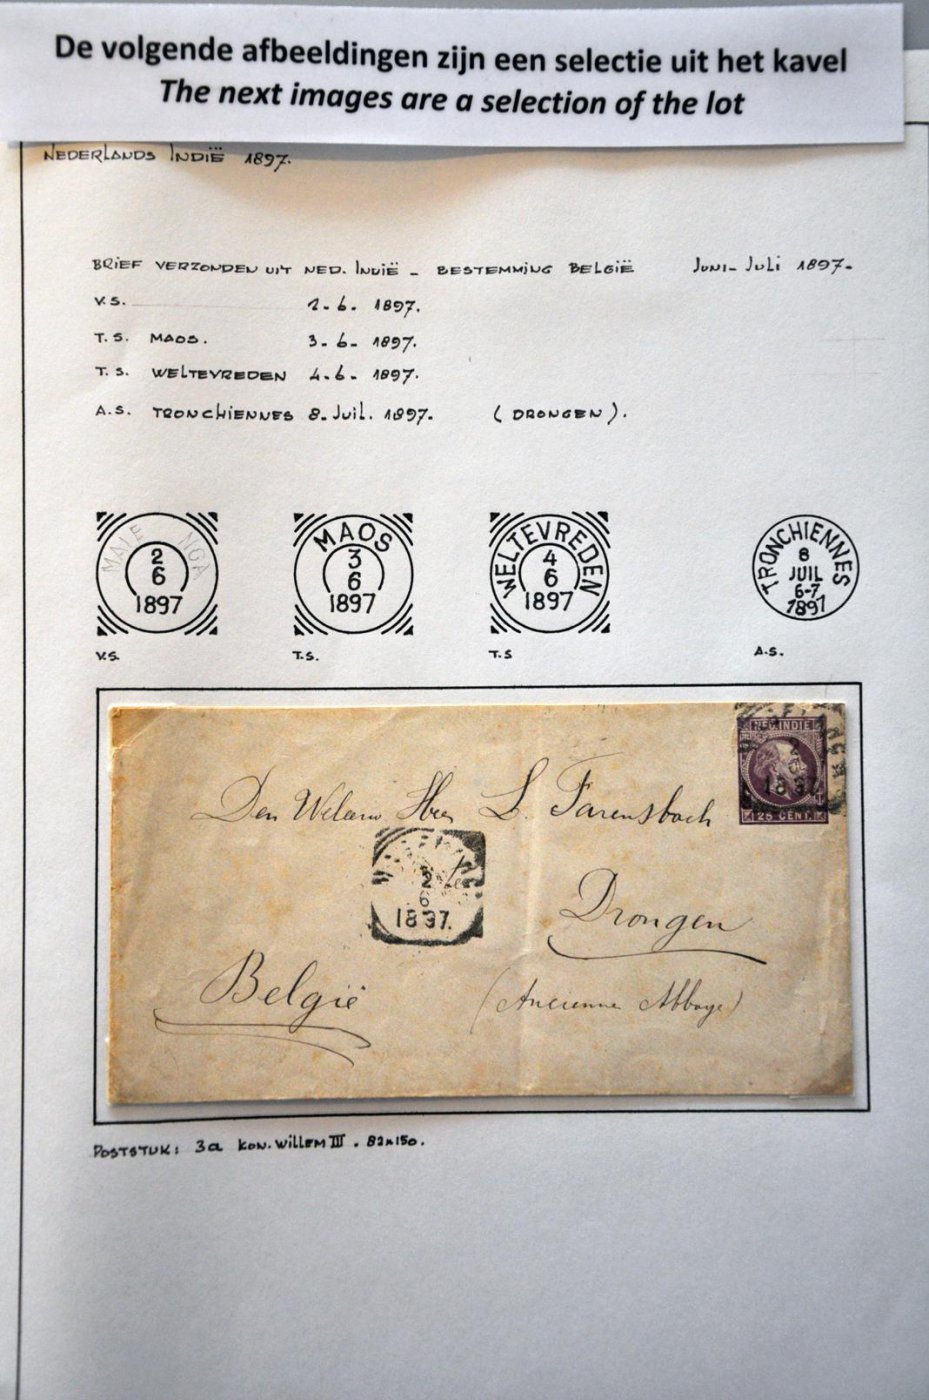 De volgende afbeeldingen zijn een selectie uit het kavel
The next images are a selection of the lot
NEDERLANDS INDIË 1897.
BRIEF VERZONDEN UIT NED. INDIË - BESTEMMING BELGIË JUNI-JULI 1897.
V.S. 2-6- 1897.
T.S. MAOS. 3-6- 1897.
T.S. WELTEVREDEN 4-6- 1897.
A.S. TRONCHIENNES 8-JUIL. 1897. (DRONGEN).
2
6
1897
MAOS
3
6
1897
WELTEVREDEN
4
6
1897
TRONCHIENNES
8
JUIL
6-7
1897
V.S.
T.S.
T.S
A.S.
NED. INDIE
2
1897
25 CENT.
Den Heer L. Farensbach
2
6
1897.
Drongen
België
(Ancienne Abbaye)
POSTSTUK: 3a KON. WILLEM III. 82x150.